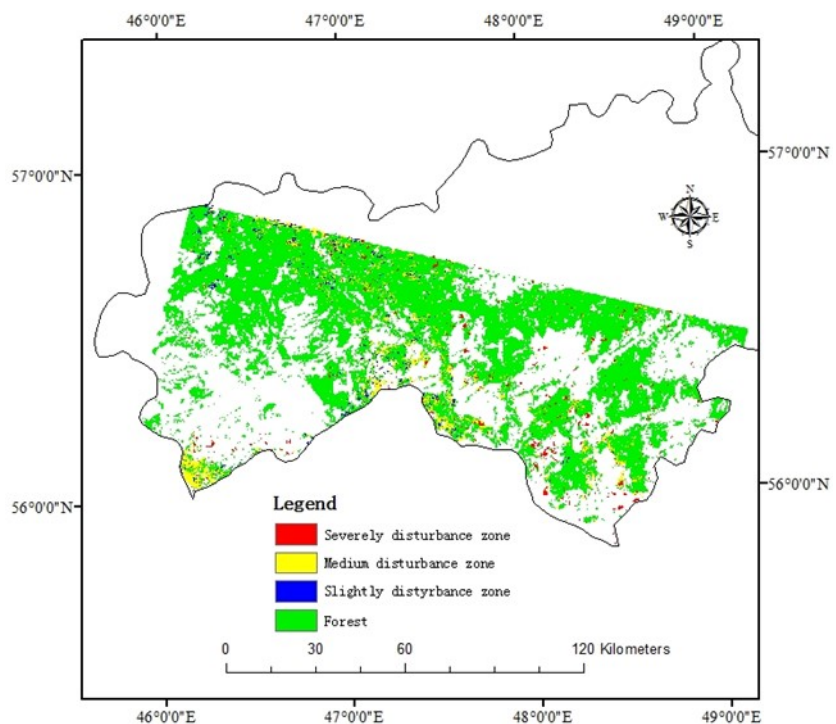 46°0'0"E 47°0'0"E 48°0'0"E 49°0'0"E
57°0'0"N 57°0'0"N
N
W E
S
56°0'0"N 56°0'0"N
Legend
Severely disturbance zone
Medium disturbance zone
Slightly distyrbance zone
Forest
0 30 60 120 Kilometers
46°0'0"E 47°0'0"E 48°0'0"E 49°0'0"E